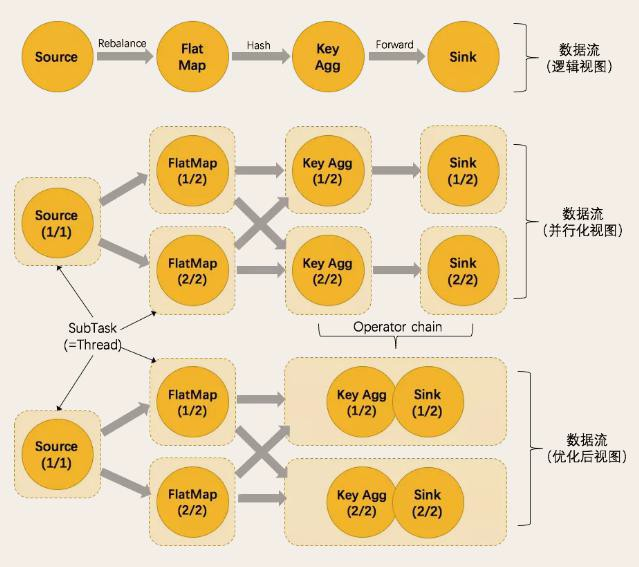 Source
Rebalance
Flat
Map
Hash
Key
Agg
Forward
Sink
数据流
(逻辑视图)
Source
(1/1)
FlatMap
(1/2)
Key Agg
(1/2)
Sink
(1/2)
FlatMap
(2/2)
Key Agg
(2/2)
Sink
(2/2)
数据流
(并行化视图)
SubTask
(=Thread)
Operator chain
Source
(1/1)
FlatMap
(1/2)
Key Agg
(1/2)
Sink
(1/2)
FlatMap
(2/2)
Key Agg
(2/2)
Sink
(2/2)
数据流
(优化后视图)